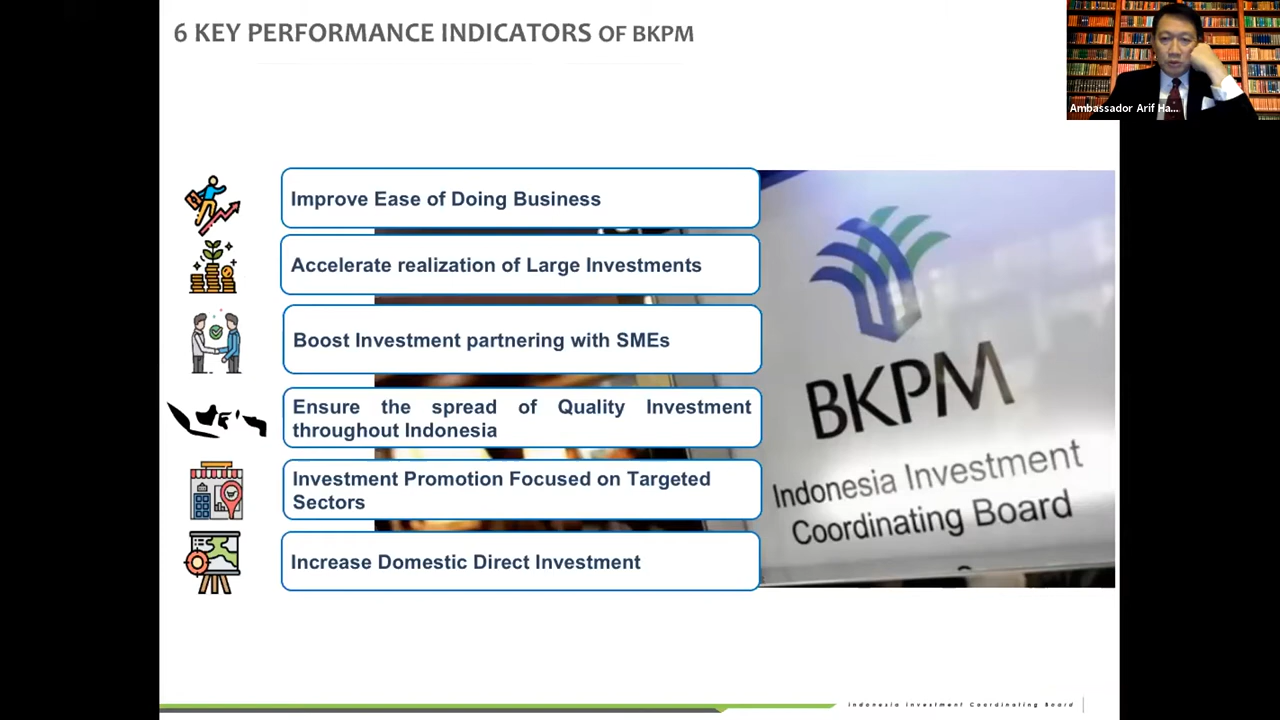 6 KEY PERFORMANCE INDICATORS OF BKPM
Ambassador Arif Ha...
Improve Ease of Doing Business
Accelerate realization of Large Investments
Boost Investment partnering with SMEs
Ensure the spread of Quality Investment
throughout Indonesia
Investment Promotion Focused on Targeted
Sectors
Increase Domestic Direct Investment
BKPM
Indonesia Investment
Coordinating Board
Indonesia Investment Coordinating Board